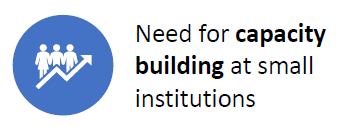 Need for capacity
building at small
institutions